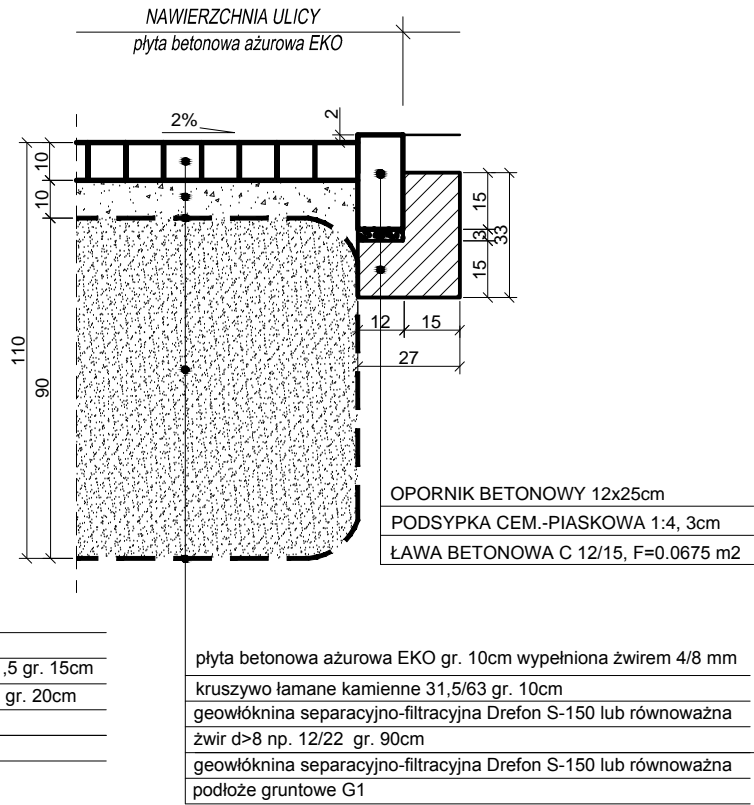 NAWIERZCHNIA ULICY
płyta betonowa ażurowa EKO
2%
2
10
10
110
90
15
3
33
15
12
15
27
OPORNIK BETONOWY 12x25cm
PODSYPKA CEM.-PIASKOWA 1:4, 3cm
ŁAWA BETONOWA C 12/15, F=0.0675 m2
,5 gr. 15cm
gr. 20cm
płyta betonowa ażurowa EKO gr. 10cm wypełniona żwirem 4/8 mm
kruszywo łamane kamienne 31,5/63 gr. 10cm
geowłóknina separacyjno-filtracyjna Drefon S-150 lub równoważna
żwir d>8 np. 12/22 gr. 90cm
geowłóknina separacyjno-filtracyjna Drefon S-150 lub równoważna
podłoże gruntowe G1